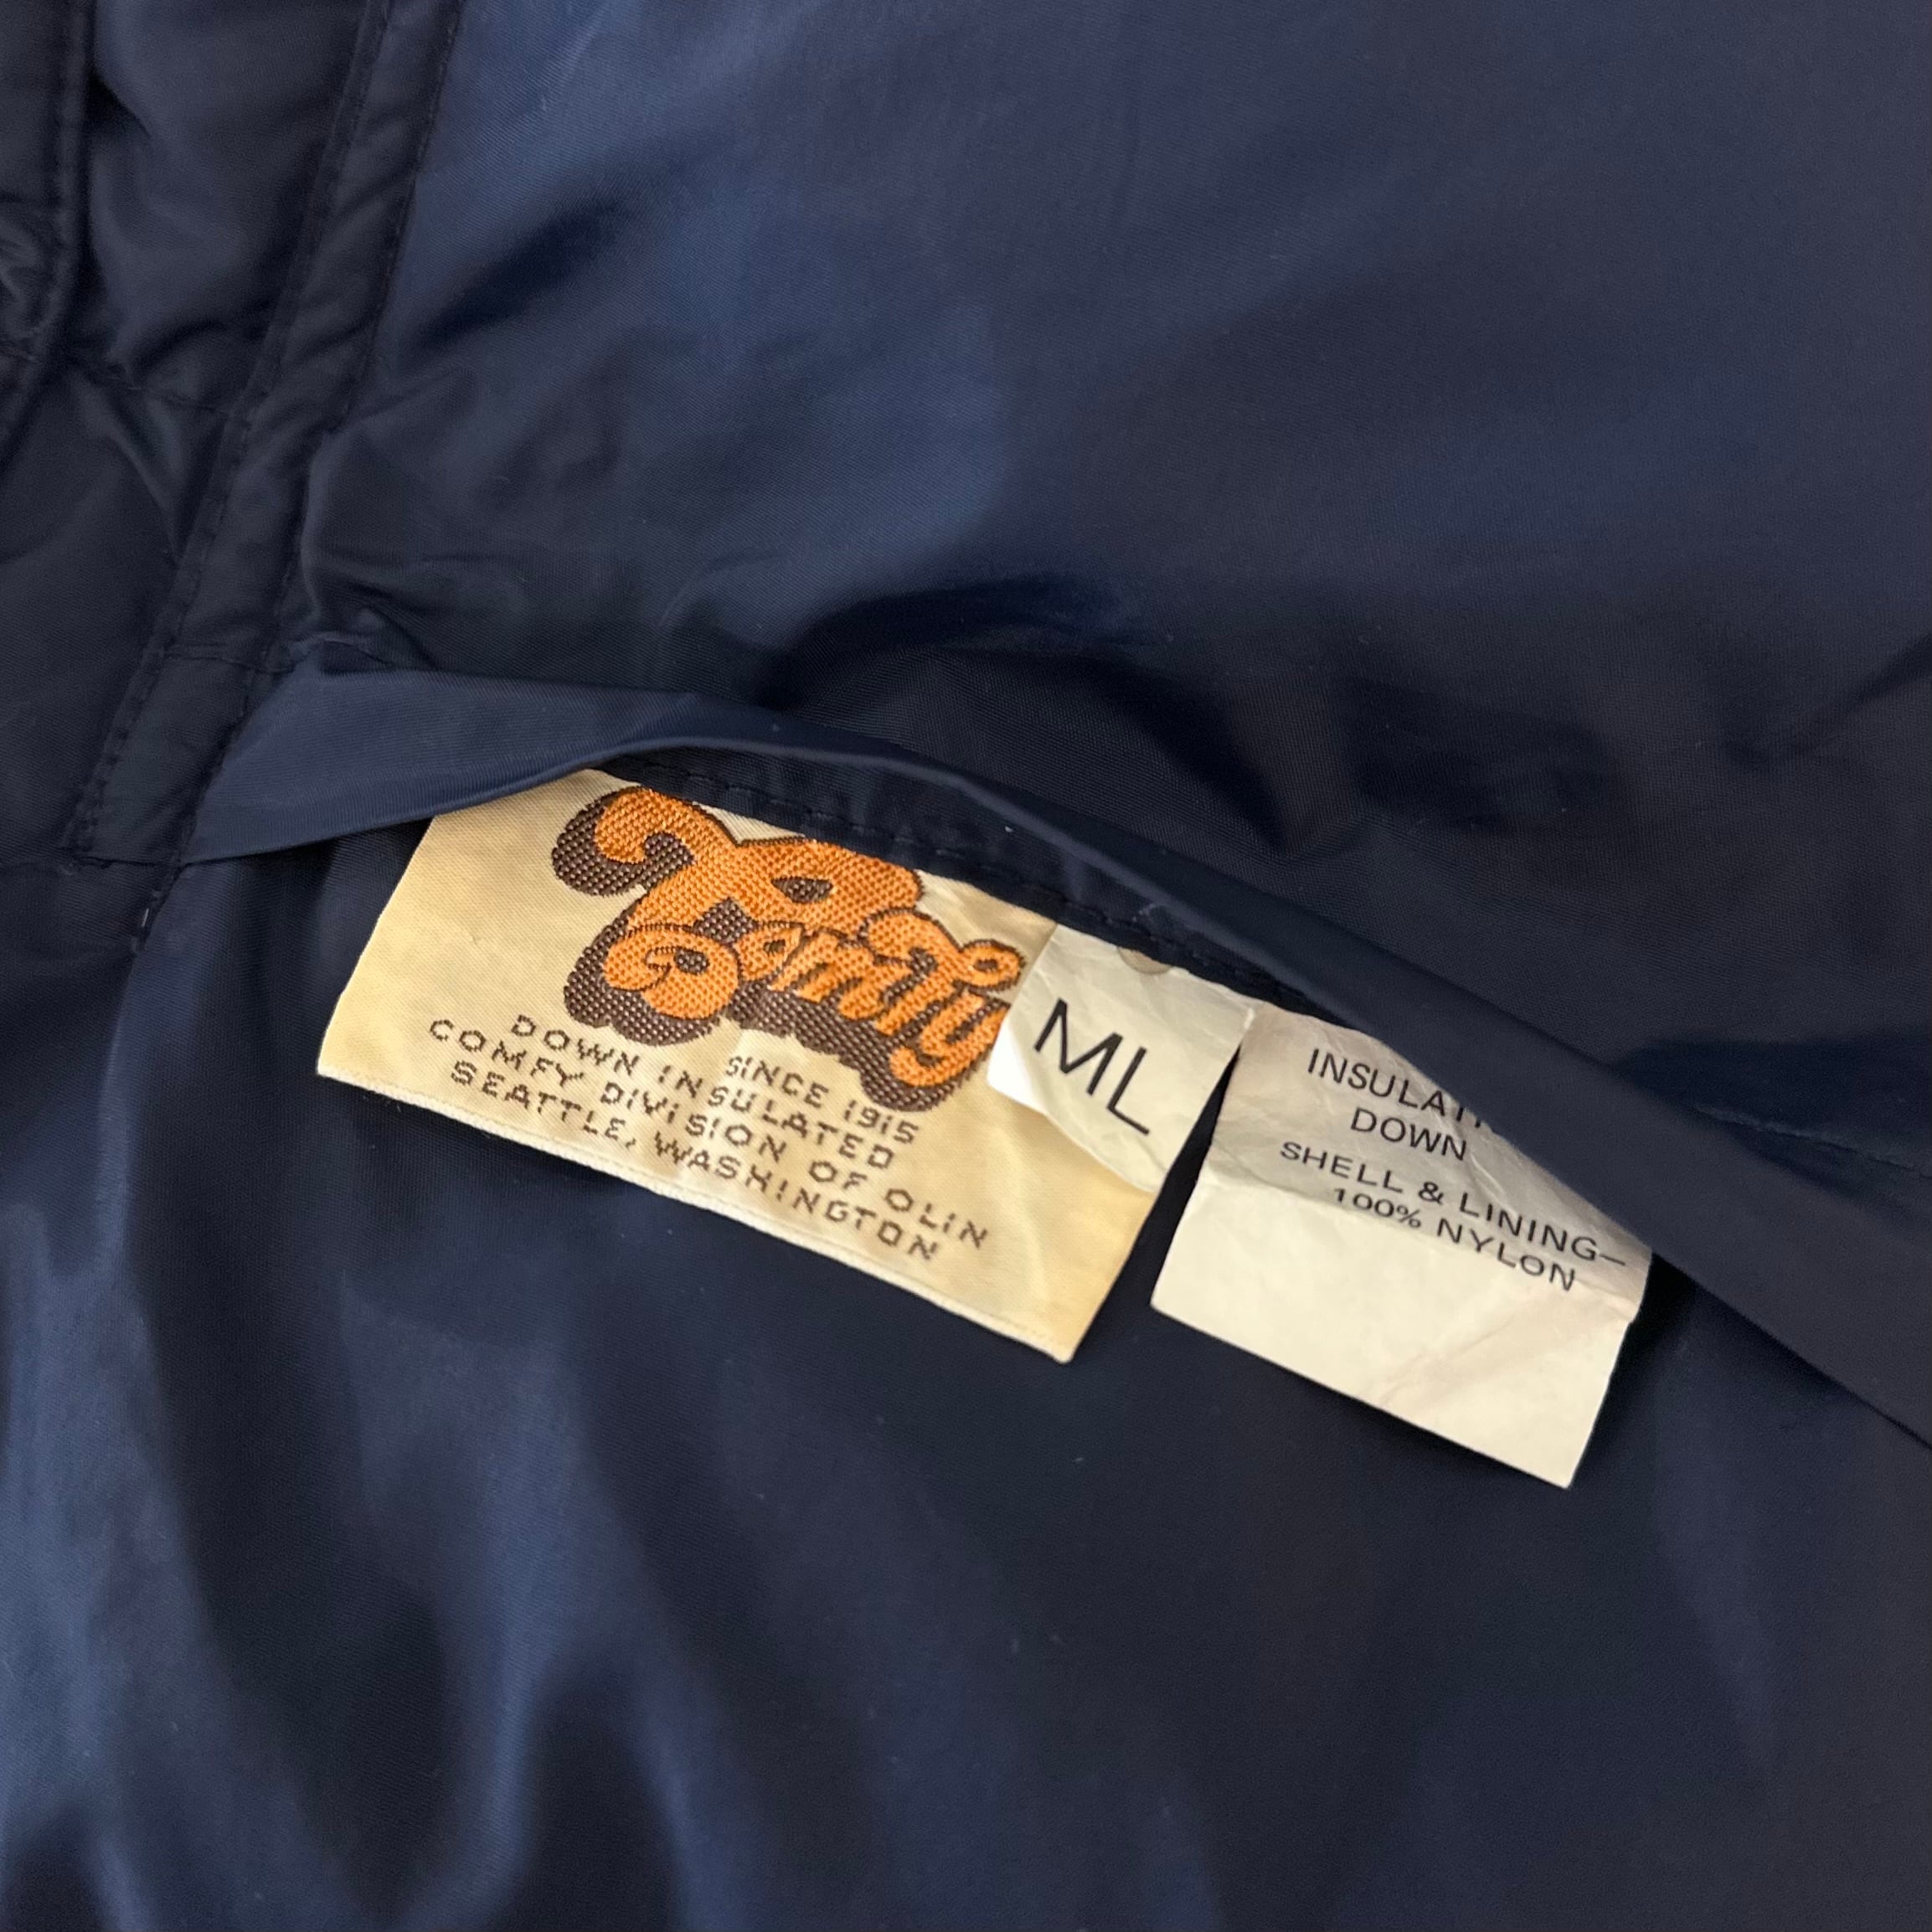 Comfy
SINCE 1915
DOWN INSULATED
COMFY DIVISION OF OLIN
SEATTLE, WASHINGTON
ML
DOWN
SHELL & LINING—
100% NYLON